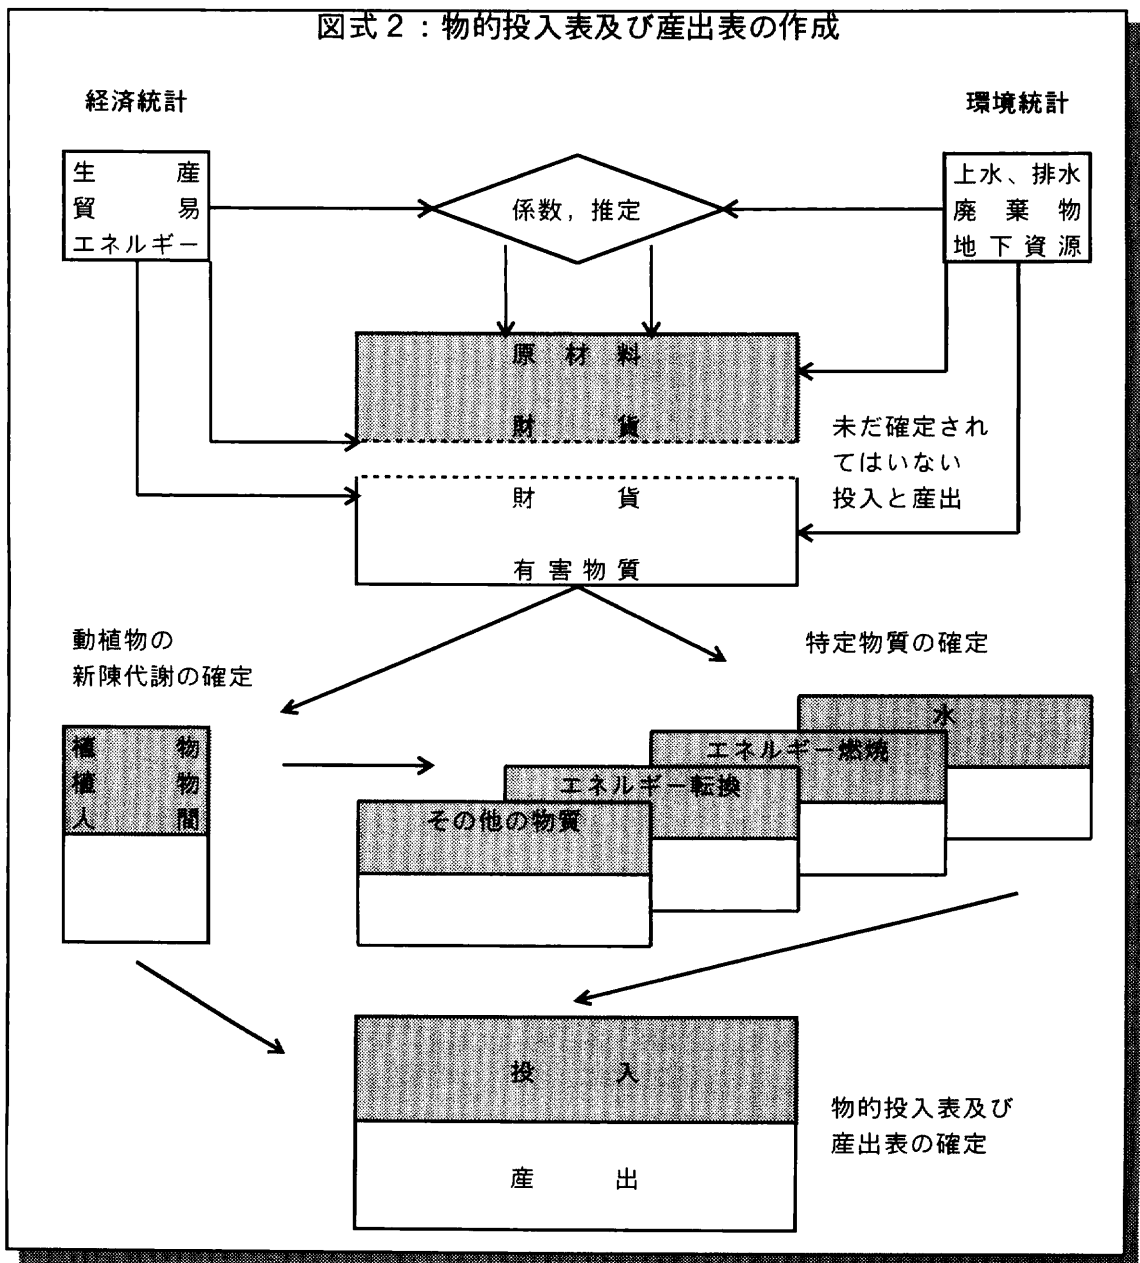 図式2:物的投入表及び産出表の作成
経済統計
環境統計
生産
貿易
エネルギー
係数,推定
上水、排水
廃棄物
地下資源
原材料
財貨
未だ確定され
てはいない
投入と産出
財貨
有害物質
動植物の
新陳代謝の確定
特定物質の確定
植物
植物
人間
水
エネルギー燃焼
エネルギー転換
その他の物質
投入
産出
物的投入表及び
産出表の確定